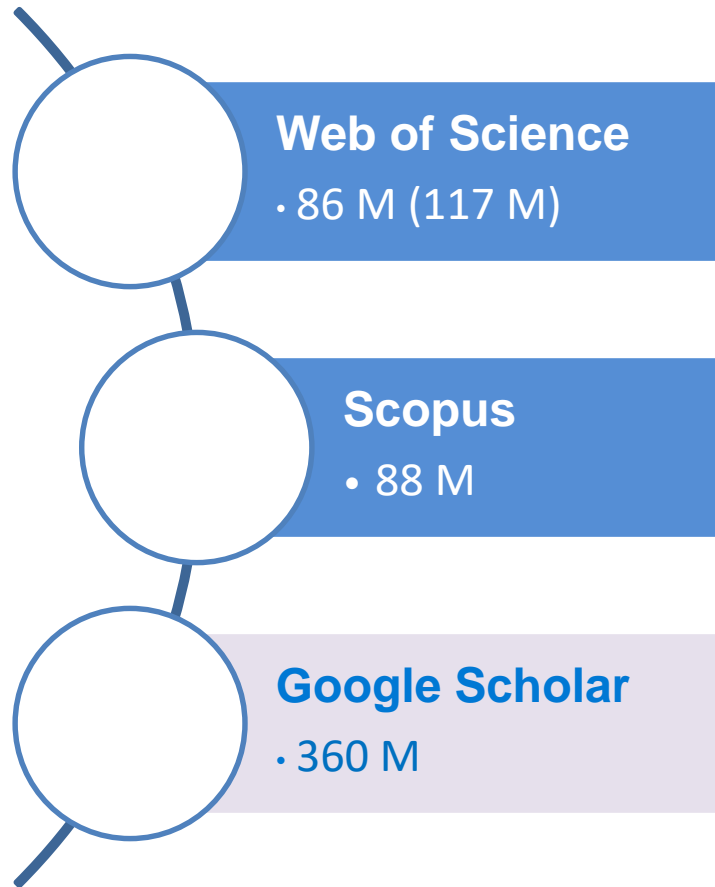 Web of Science
· 86 M (117 M)
Scopus
• 88 M
Google Scholar
· 360 M